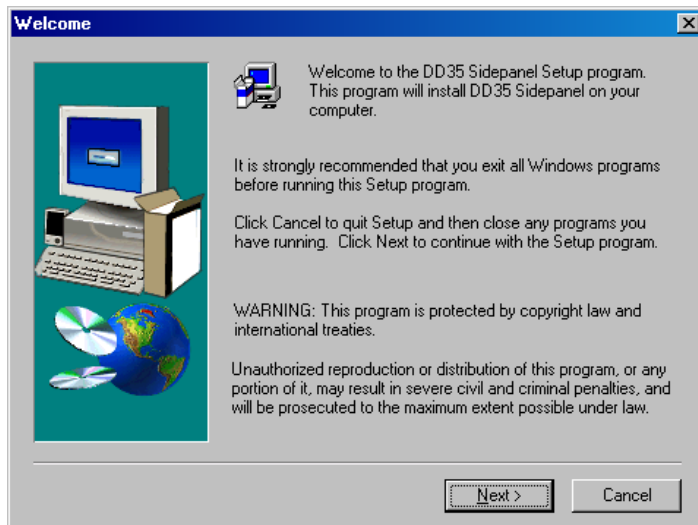 Welcome
Welcome to the DD35 Sidepanel Setup program.
This program will install DD35 Sidepanel on your
computer.
It is strongly recommended that you exit all Windows programs
before running this Setup program.
Click Cancel to quit Setup and then close any programs you
have running.  Click Next to continue with the Setup program.
WARNING: This program is protected by copyright law and
international treaties.
Unauthorized reproduction or distribution of this program, or any
portion of it, may result in severe civil and criminal penalties, and
will be prosecuted to the maximum extent possible under law.
Next >
Cancel